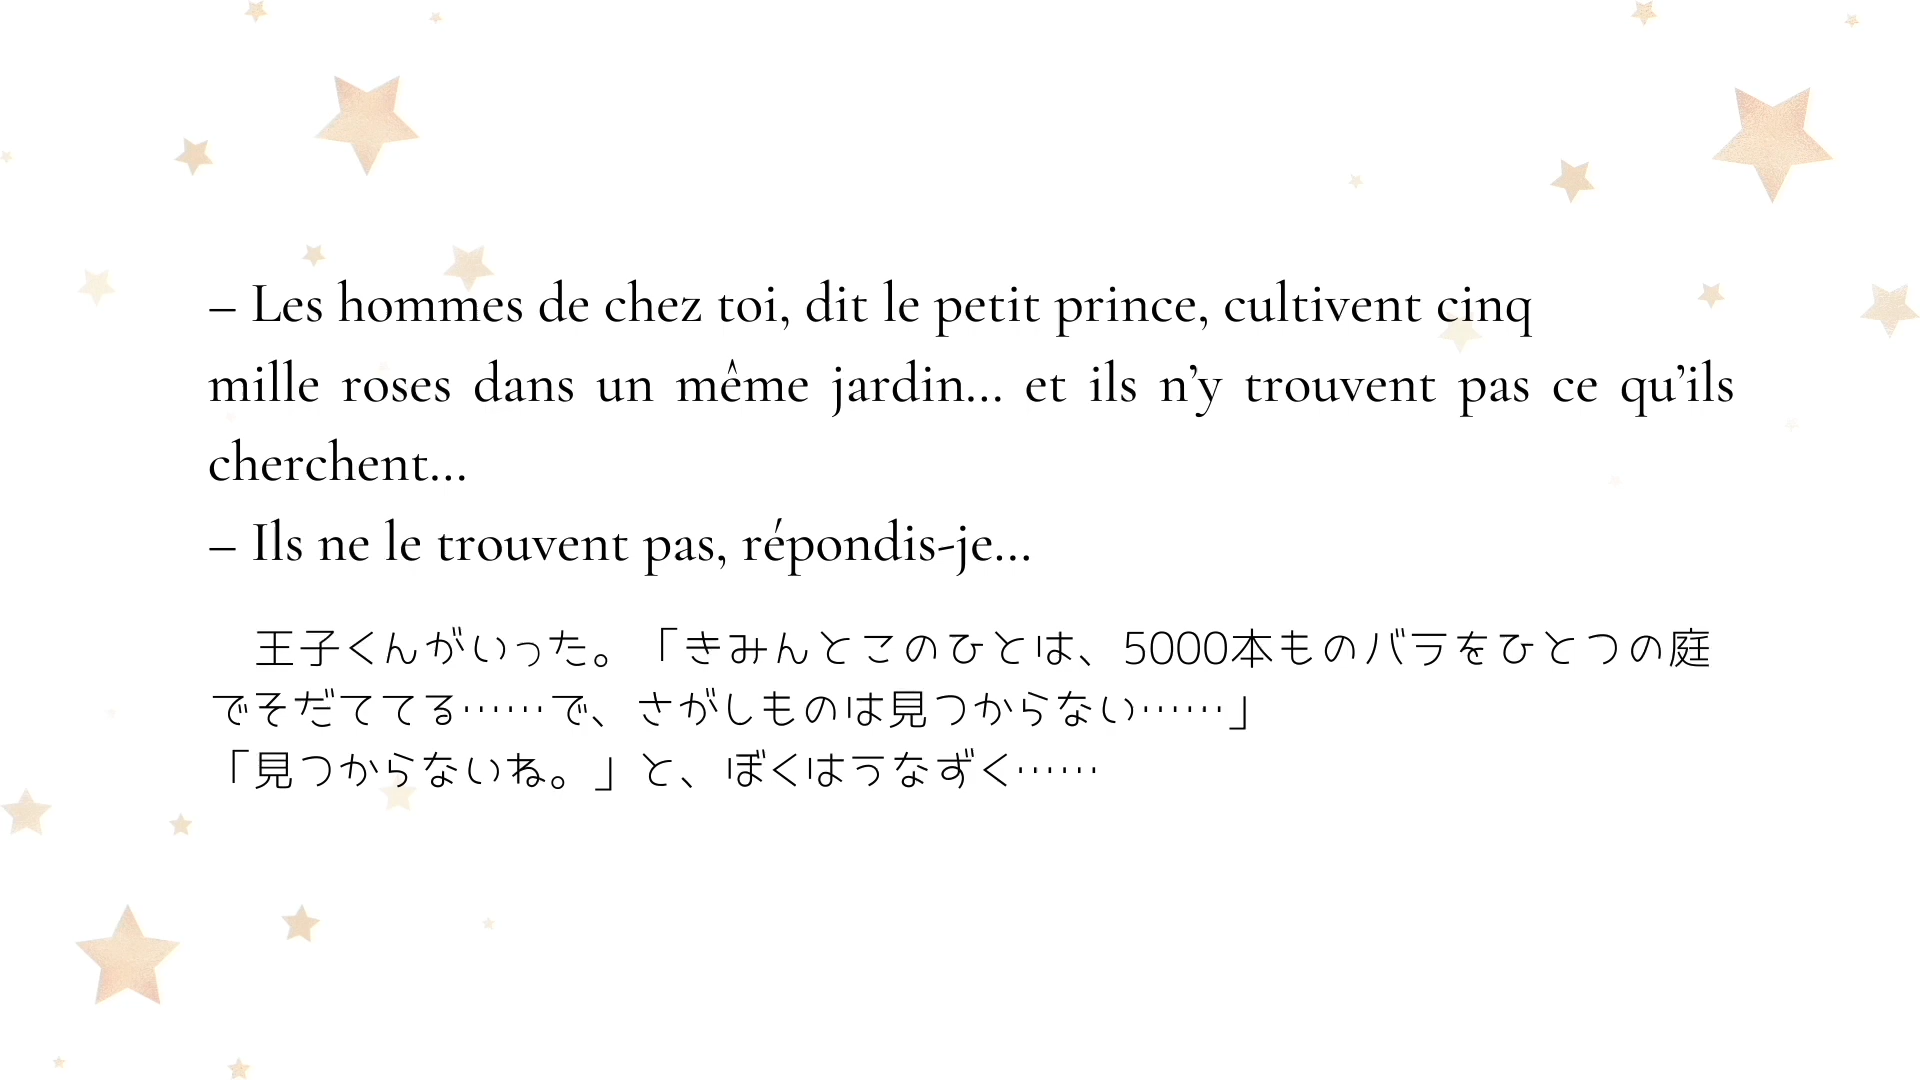 – Les hommes de chez toi, dit le petit prince, cultivent cinq
mille roses dans un même jardin... et ils n’y trouvent pas ce qu’ils
cherchent...
– Ils ne le trouvent pas, répondis-je...
　王子くんがいった。「きみんとこのひとは、5000本ものバラをひとつの庭
でそだててる……で、さがしものは見つからない……」
「見つからないね。」と、ぼくはうなずく……